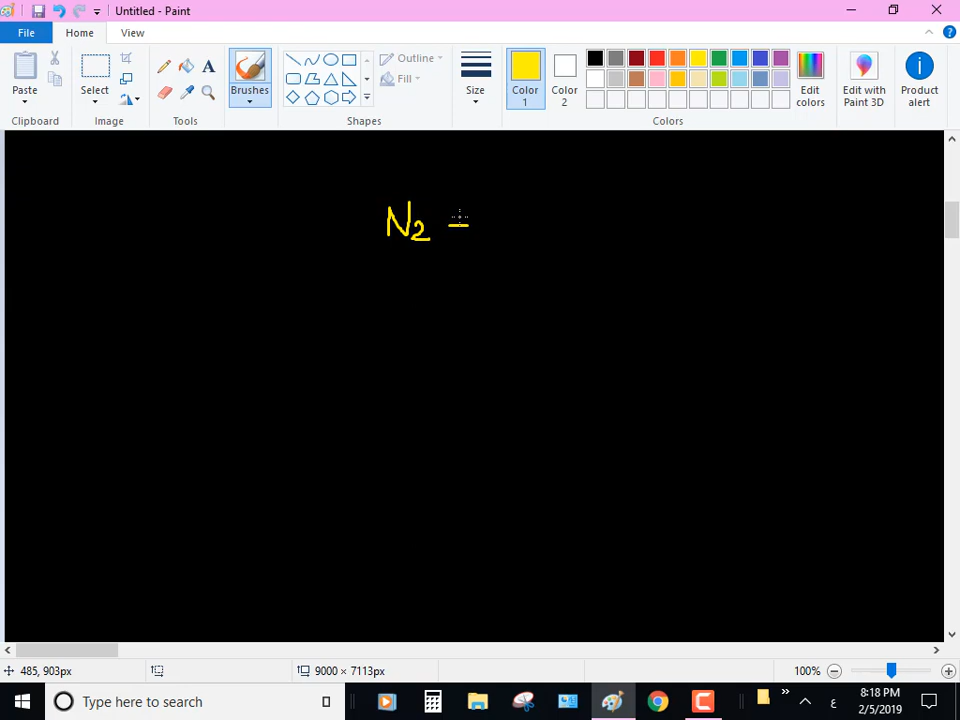 Untitled - Paint
File Home View
Paste
Clipboard
Select
Image
A
Tools
Brushes
Outline
Fill
Shapes
Size
Color 1
Color 2
Edit colors
Colors
Edit with Paint 3D
Product alert
N2 =
485, 903px
9000 × 7113px
100%
Type here to search
ع
8:18 PM
2/5/2019